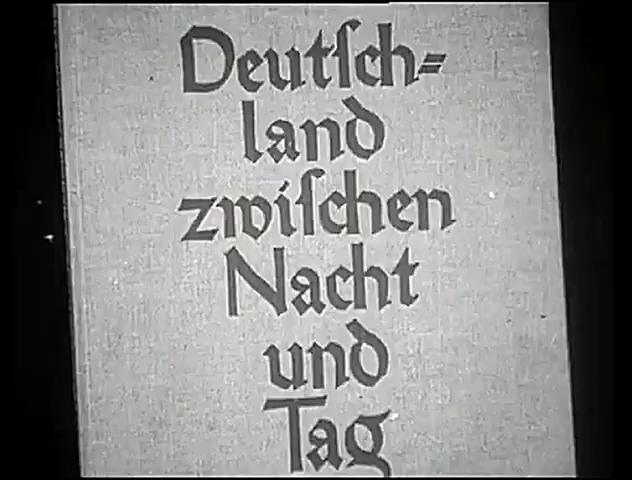 Deutſch=
land
zwiſchen
Nacht
und
Tag